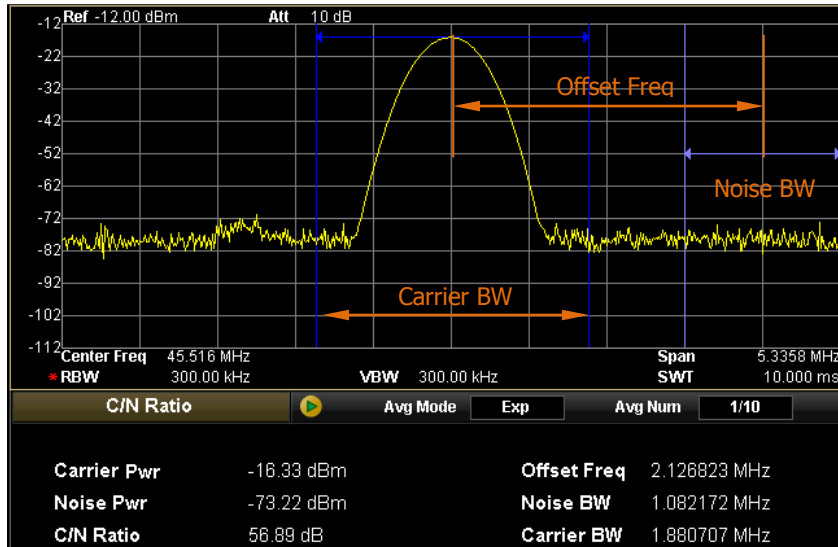 Ref -12.00 dBm Att 10 dB
-12
-22
-32
Offset Freq
-42
-52
-62
Noise BW
-72
-82
-92
Carrier BW
-102
-112
Center Freq 45.516 MHz Span 5.3358 MHz
*RBW 300.00 kHz VBW 300.00 kHz SWT 10.000 ms
C/N Ratio Avg Mode Exp Avg Num 1/10
Carrier Pwr -16.33 dBm Offset Freq 2.126823 MHz
Noise Pwr -73.22 dBm Noise BW 1.082172 MHz
C/N Ratio 56.89 dB Carrier BW 1.880707 MHz